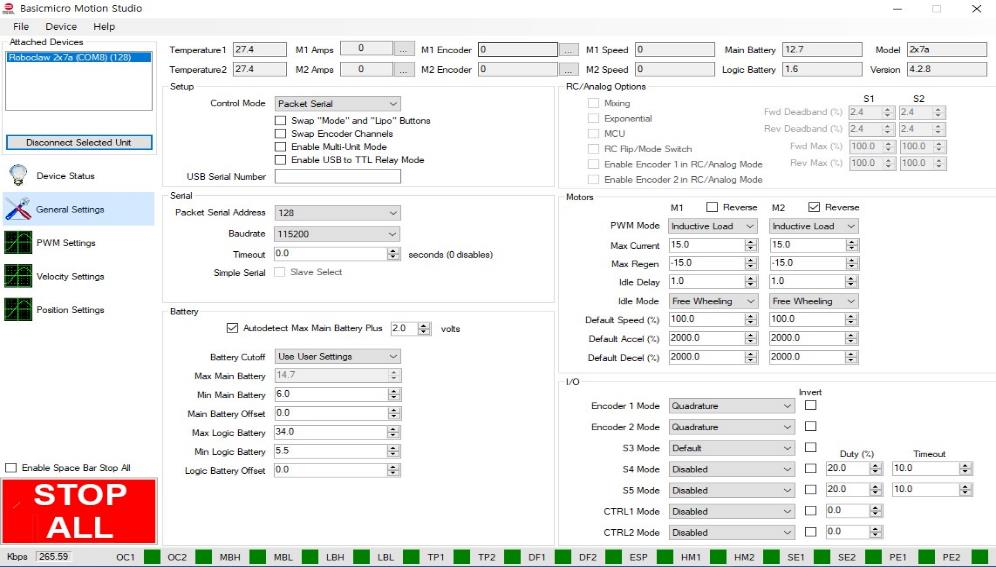 Basicmicro Motion Studio
File Device Help
Attached Devices
Roboclaw 2x7a (COM8) (128)
Disconnect Selected Unit
Device Status
General Settings
PWM Settings
Velocity Settings
Position Settings
Enable Space Bar Stop All
STOP
ALL
Temperature1 27.4 M1 Amps 0 ... M1 Encoder 0 ... M1 Speed 0 Main Battery 12.7 Model 2x7a
Temperature2 27.4 M2 Amps 0 ... M2 Encoder 0 ... M2 Speed 0 Logic Battery 1.6 Version 4.2.8
Setup
Control Mode Packet Serial
Swap "Mode" and "Lipo" Buttons
Swap Encoder Channels
Enable Multi-Unit Mode
Enable USB to TTL Relay Mode
USB Serial Number
Serial
Packet Serial Address 128
Baudrate 115200
Timeout 0.0 seconds (0 disables)
Simple Serial Slave Select
Battery
Autodetect Max Main Battery Plus 2.0 volts
Battery Cutoff Use User Settings
Max Main Battery 14.7
Min Main Battery 6.0
Main Battery Offset 0.0
Max Logic Battery 34.0
Min Logic Battery 5.5
Logic Battery Offset 0.0
RC/Analog Options
Mixing
Exponential
MCU
RC Flip/Mode Switch
Enable Encoder 1 in RC/Analog Mode
Enable Encoder 2 in RC/Analog Mode
S1 S2
Fwd Deadband (%) 2.4 2.4
Rev Deadband (%) 2.4 2.4
Fwd Max (%) 100.0 100.0
Rev Max (%) 100.0 100.0
Motors
M1 Reverse M2 Reverse
PWM Mode Inductive Load Inductive Load
Max Current 15.0 15.0
Max Regen -15.0 -15.0
Idle Delay 1.0 1.0
Idle Mode Free Wheeling Free Wheeling
Default Speed (%) 100.0 100.0
Default Accel (%) 2000.0 2000.0
Default Decel (%) 2000.0 2000.0
I/O
Invert
Encoder 1 Mode Quadrature
Encoder 2 Mode Quadrature
S3 Mode Default Duty (%) Timeout
S4 Mode Disabled 20.0 10.0
S5 Mode Disabled 20.0 10.0
CTRL1 Mode Disabled 0.0
CTRL2 Mode Disabled 0.0
Kbps 265.59 OC1 OC2 MBH MBL LBH LBL TP1 TP2 DF1 DF2 ESP HM1 HM2 SE1 SE2 PE1 PE2